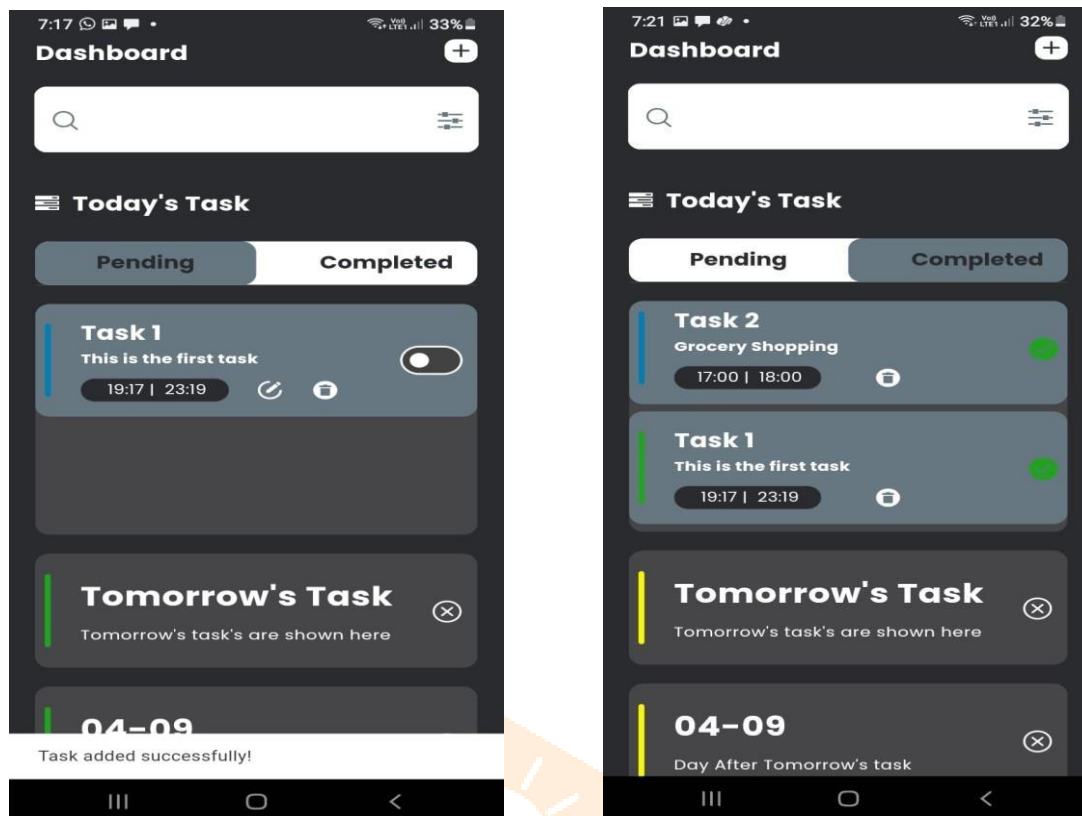 7:17 33%
Dashboard
Today's Task
Pending Completed
Task 1
This is the first task
19:17 | 23:19
Tomorrow's Task
Tomorrow's task's are shown here
04-09
Task added successfully!
7:21 32%
Dashboard
Today's Task
Pending Completed
Task 2
Grocery Shopping
17:00 | 18:00
Task 1
This is the first task
19:17 | 23:19
Tomorrow's Task
Tomorrow's task's are shown here
04-09
Day After Tomorrow's task